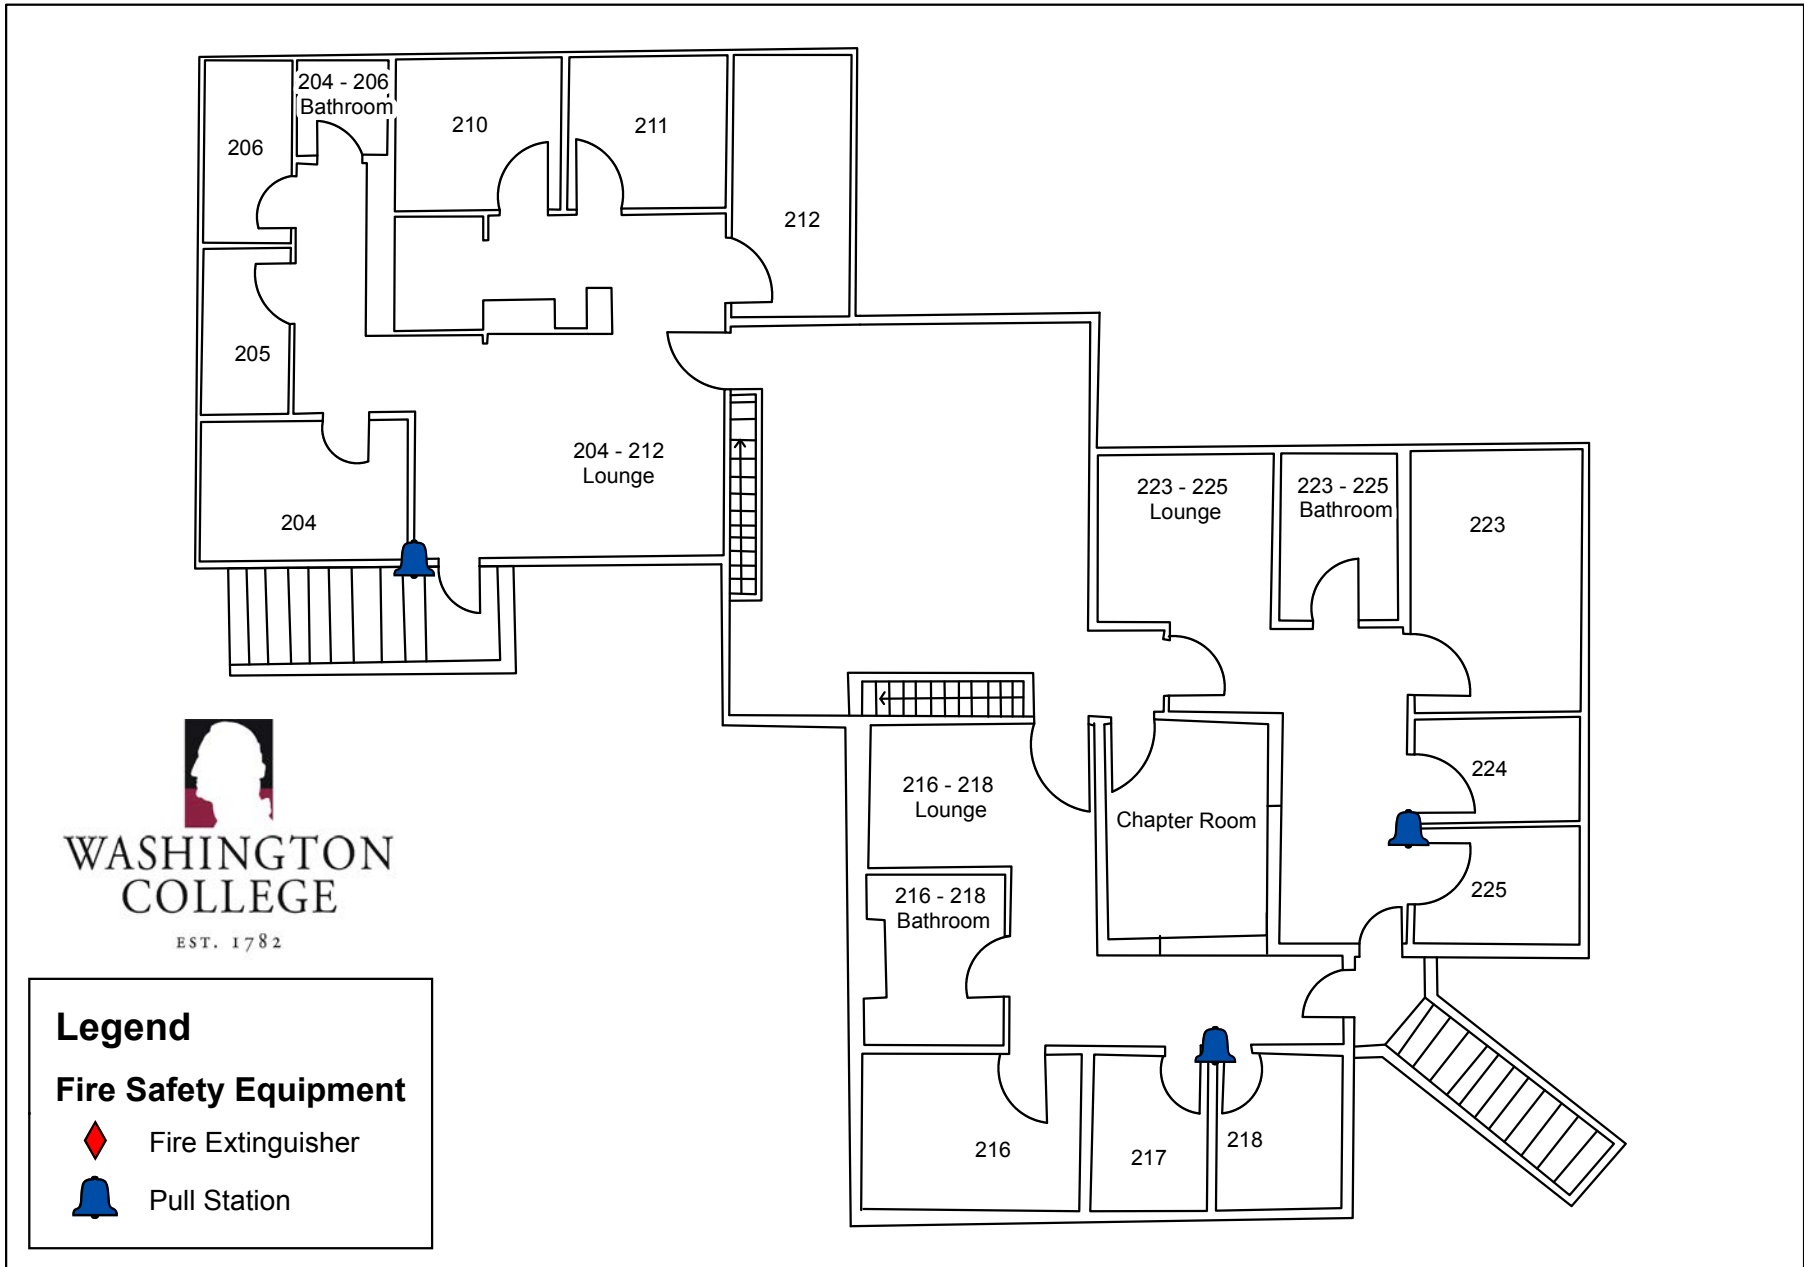 204 - 206
Bathroom
206
210
211
212
205
204 - 212
Lounge
204
223 - 225
Lounge
223 - 225
Bathroom
223
224
225
216 - 218
Lounge
Chapter Room
216 - 218
Bathroom
216
217
218
WASHINGTON
COLLEGE
EST. 1782
Legend
Fire Safety Equipment
Fire Extinguisher
Pull Station